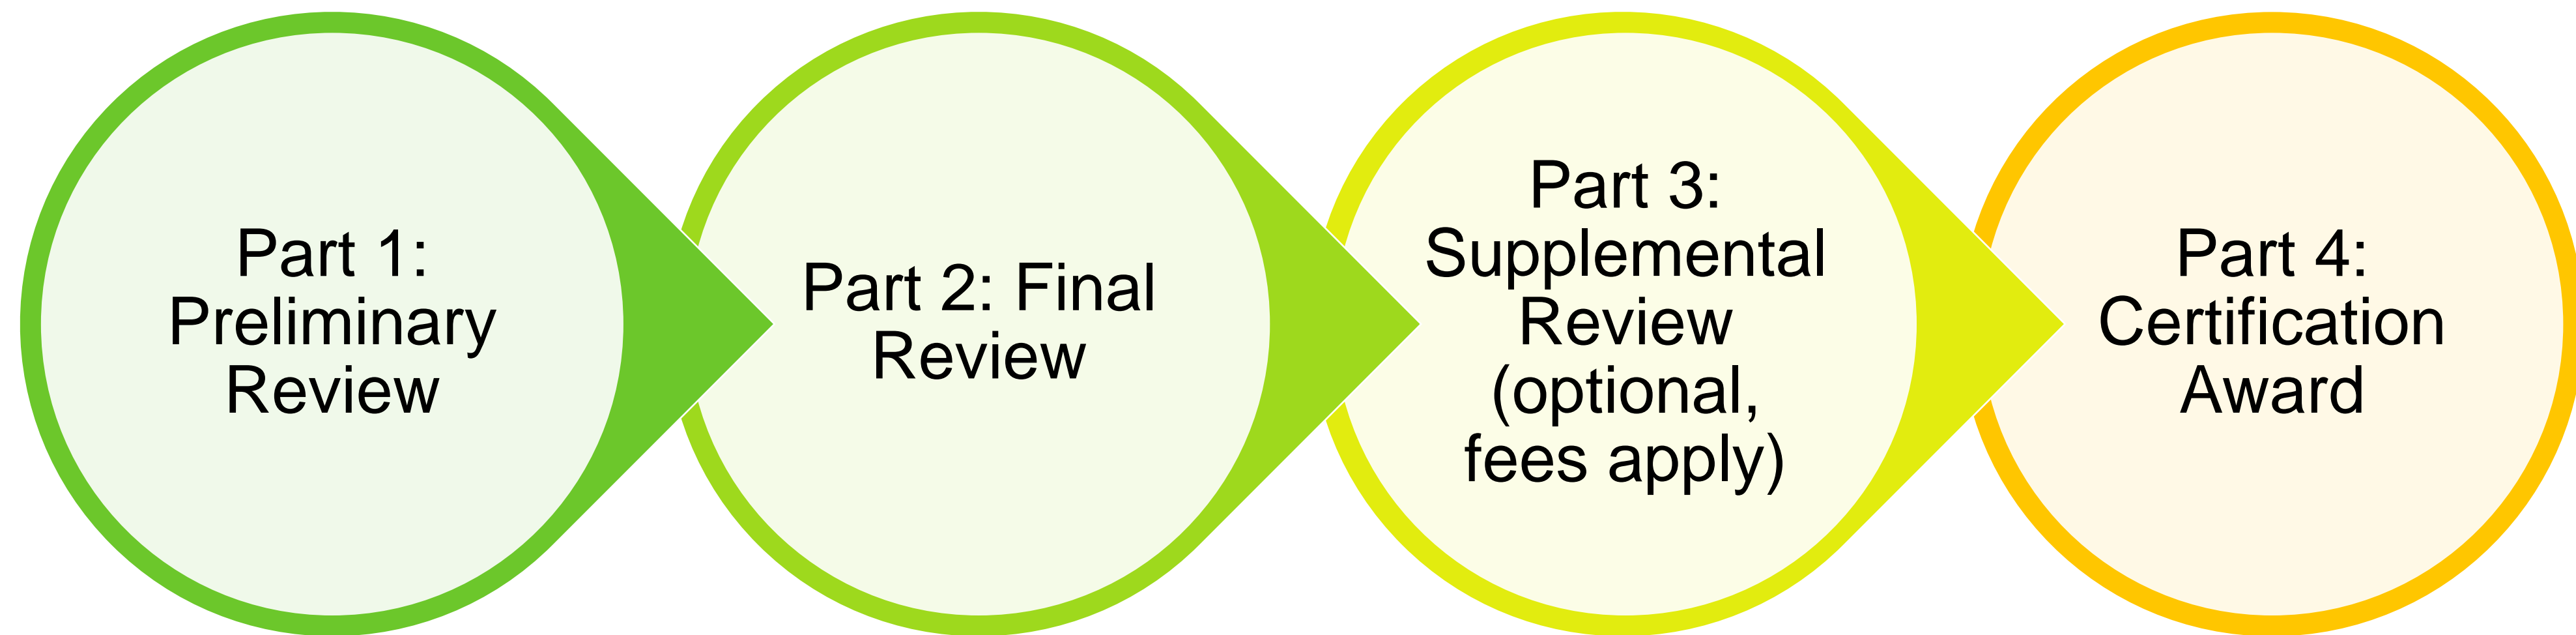 Part 1:
Preliminary
Review
Part 2: Final
Review
Part 3:
Supplemental
Review
(optional,
fees apply)
Part 4:
Certification
Award